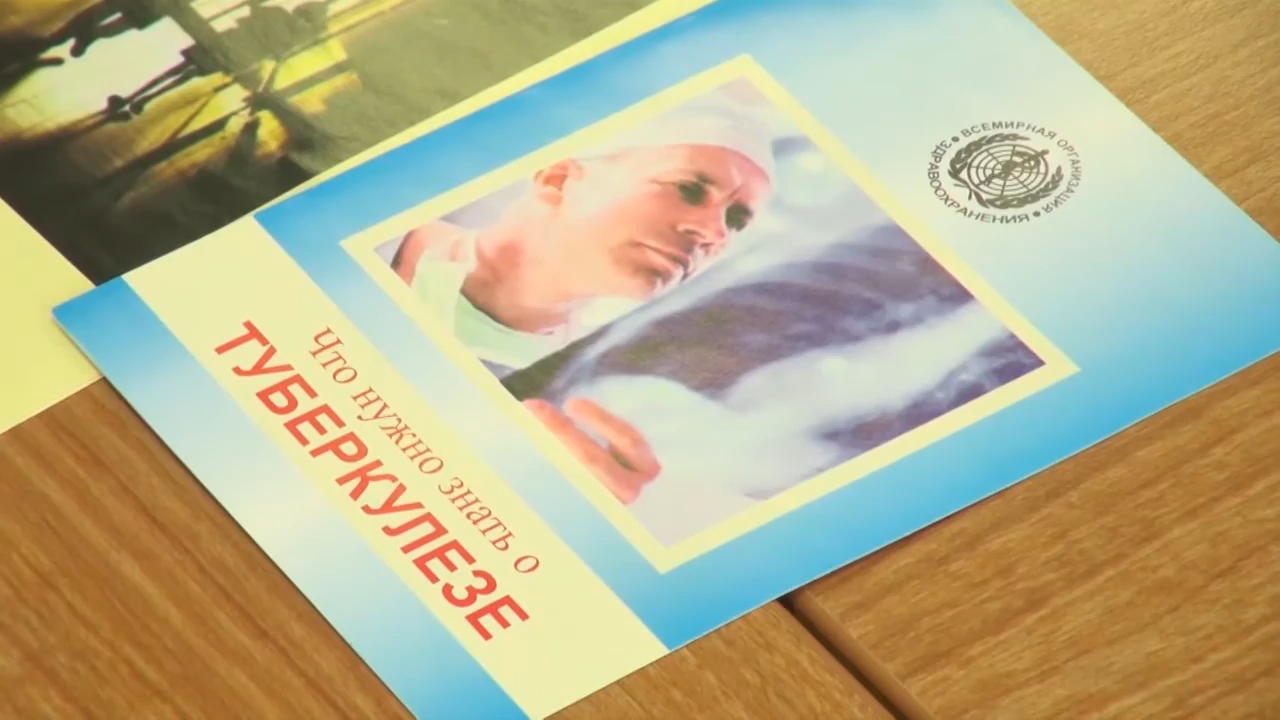 ВСЕМИРНАЯ ОРГАНИЗАЦИЯ
ЗДРАВООХРАНЕНИЯ
Что нужно знать о
ТУБЕРКУЛЕЗЕ